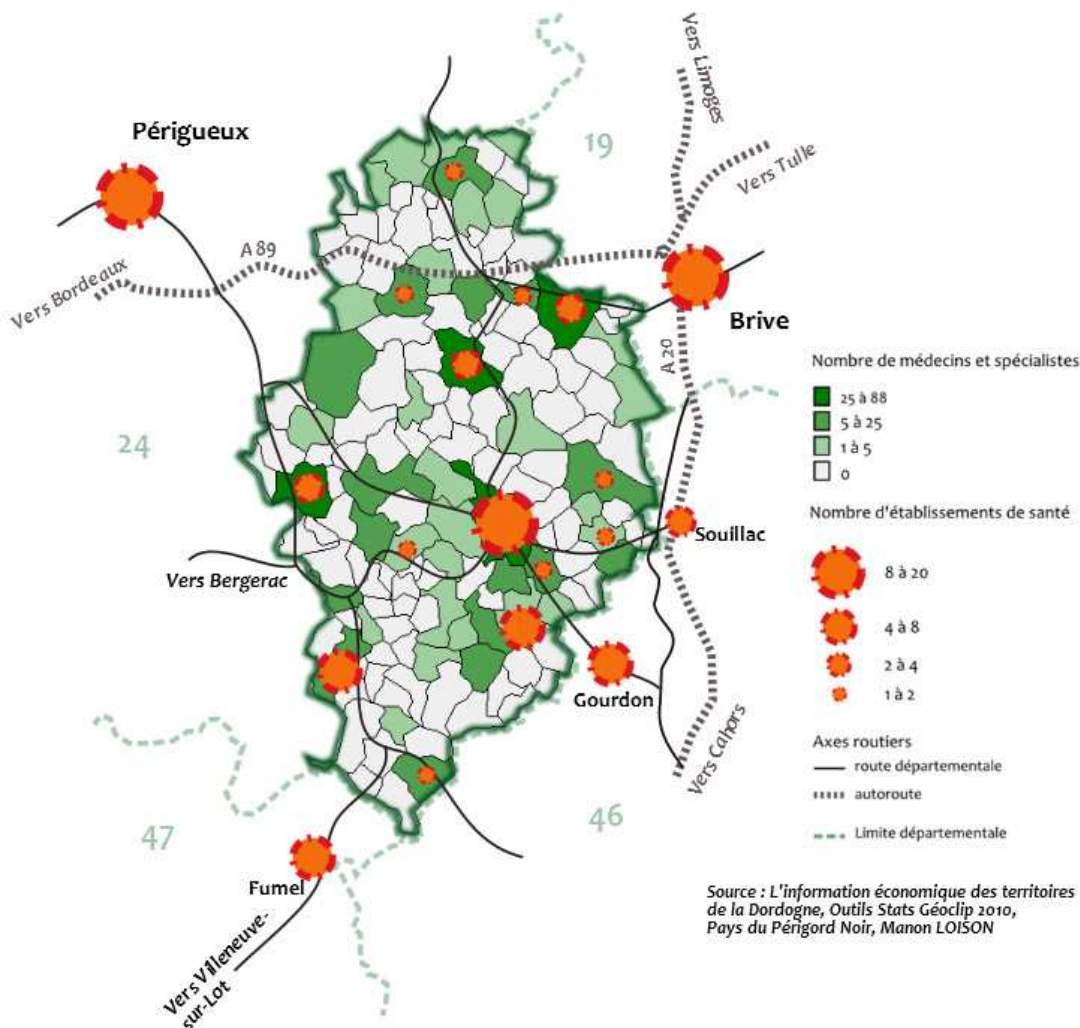 Vers Limoges
Périgueux
19
Vers Tulle
A 89
Vers Bordeaux
Brive
A 20
24
Souillac
Vers Bergerac
Gourdon
Vers Cahors
47
46
Fumel
Vers Villeneuve-
sur-Lot
Nombre de médecins et spécialistes
25 à 88
5 à 25
1 à 5
0
Nombre d'établissements de santé
8 à 20
4 à 8
2 à 4
1 à 2
Axes routiers
route départementale
autoroute
Limite départementale
Source : L'information économique des territoires
de la Dordogne, Outils Stats Géoclip 2010,
Pays du Périgord Noir, Manon LOISON